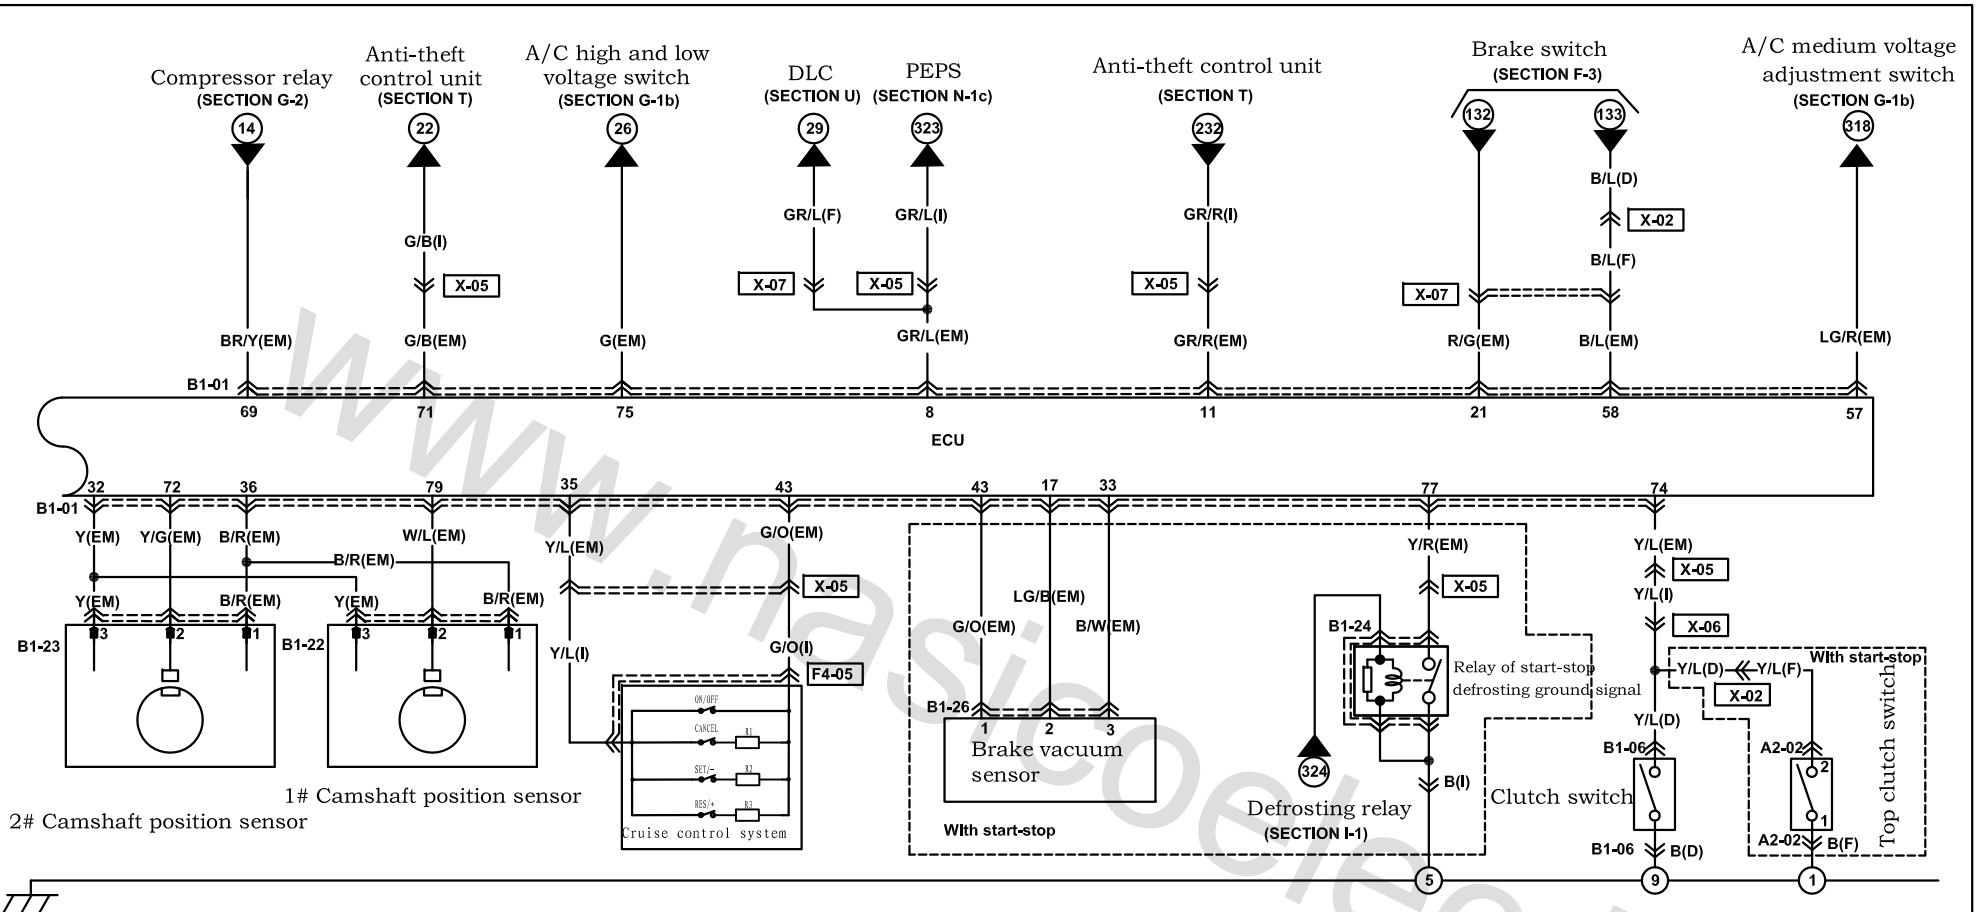 Compressor relay
(SECTION G-2)
14
Anti-theft
control unit
(SECTION T)
22
A/C high and low
voltage switch
(SECTION G-1b)
26
DLC
(SECTION U)
29
PEPS
(SECTION N-1c)
323
Anti-theft control unit
(SECTION T)
232
Brake switch
(SECTION F-3)
132
133
A/C medium voltage
adjustment switch
(SECTION G-1b)
318
B/L(D)
GR/L(F)
GR/L(I)
GR/R(I)
X-02
G/B(I)
B/L(F)
X-05
X-07
X-05
X-05
X-07
BR/Y(EM)
G/B(EM)
G(EM)
GR/L(EM)
GR/R(EM)
R/G(EM)
B/L(EM)
LG/R(EM)
B1-01
69
71
75
8
11
21
58
57
ECU
32
72
36
79
35
43
43
17
33
77
74
B1-01
Y(EM)
Y/G(EM)
B/R(EM)
W/L(EM)
Y/L(EM)
G/O(EM)
Y/R(EM)
Y/L(EM)
B/R(EM)
X-05
X-05
X-05
Y(EM)
B/R(EM)
Y(EM)
B/R(EM)
LG/B(EM)
Y/L(I)
G/O(EM)
B/W(EM)
B1-24
X-06
B1-23
3
2
1
B1-22
3
2
1
Y/L(I)
G/O(I)
F4-05
Relay of start-stop
defrosting ground signal
With start-stop
Y/L(D)
Y/L(F)
X-02
ON/OFF
CANCEL
R1
SET/-
R2
RES/+
R3
Cruise control system
B1-26
1
2
3
Brake vacuum
sensor
With start-stop
Y/L(D)
B1-06
A2-02
2
324
Defrosting relay
(SECTION I-1)
B(I)
Clutch switch
1
Top clutch switch
B1-06
B(D)
A2-02
B(F)
1# Camshaft position sensor
2# Camshaft position sensor
5
9
1